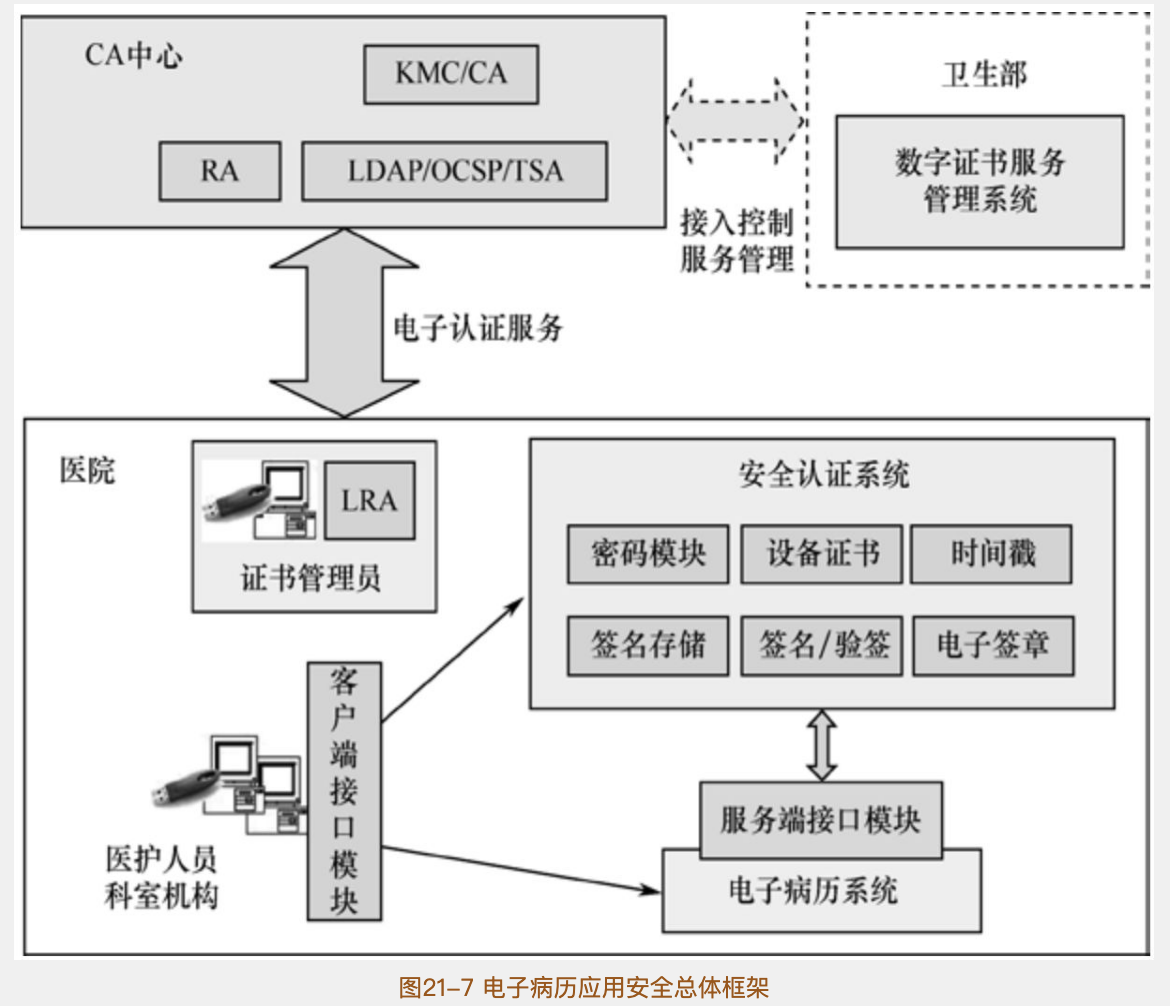 CA中心
KMC/CA
RA
LDAP/OCSP/TSA
卫生部
数字证书服务
管理系统
接入控制
服务管理
电子认证服务
医院
LRA
证书管理员
安全认证系统
密码模块
设备证书
时间戳
签名存储
签名/验签
电子签章
客户端接口模块
医护人员
科室机构
服务端接口模块
电子病历系统
图21-7 电子病历应用安全总体框架